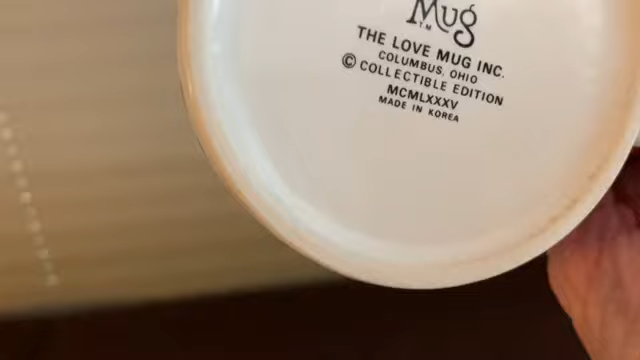 Mug
TM
THE LOVE MUG INC.
COLUMBUS, OHIO
© COLLECTIBLE EDITION
MCMLXXXV
MADE IN KOREA